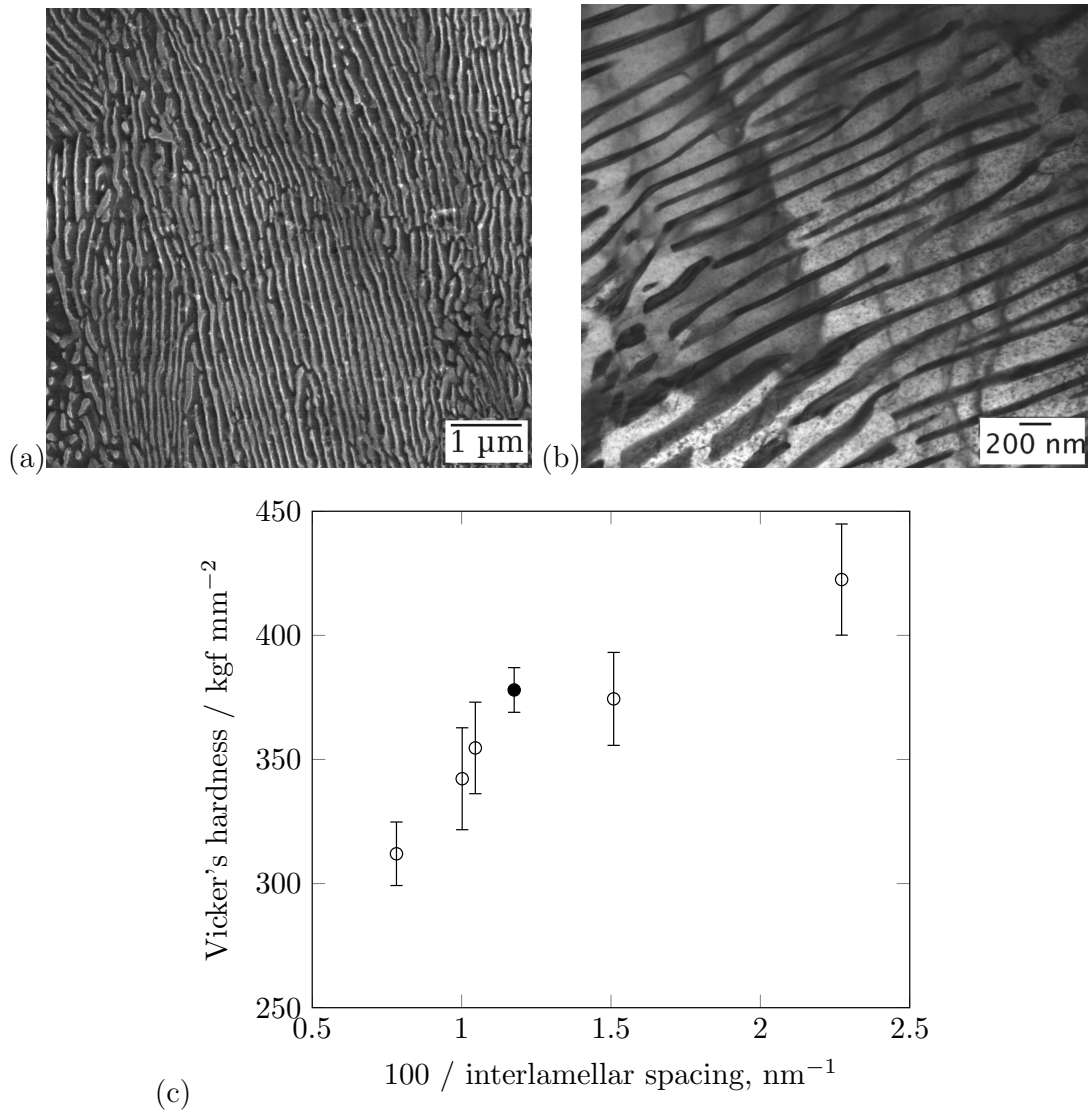 (a)
1 µm
(b)
200 nm
450
400
350
300
250
0.5 1 1.5 2 2.5
Vicker's hardness / kgf mm⁻²
100 / interlamellar spacing, nm⁻¹
(c)